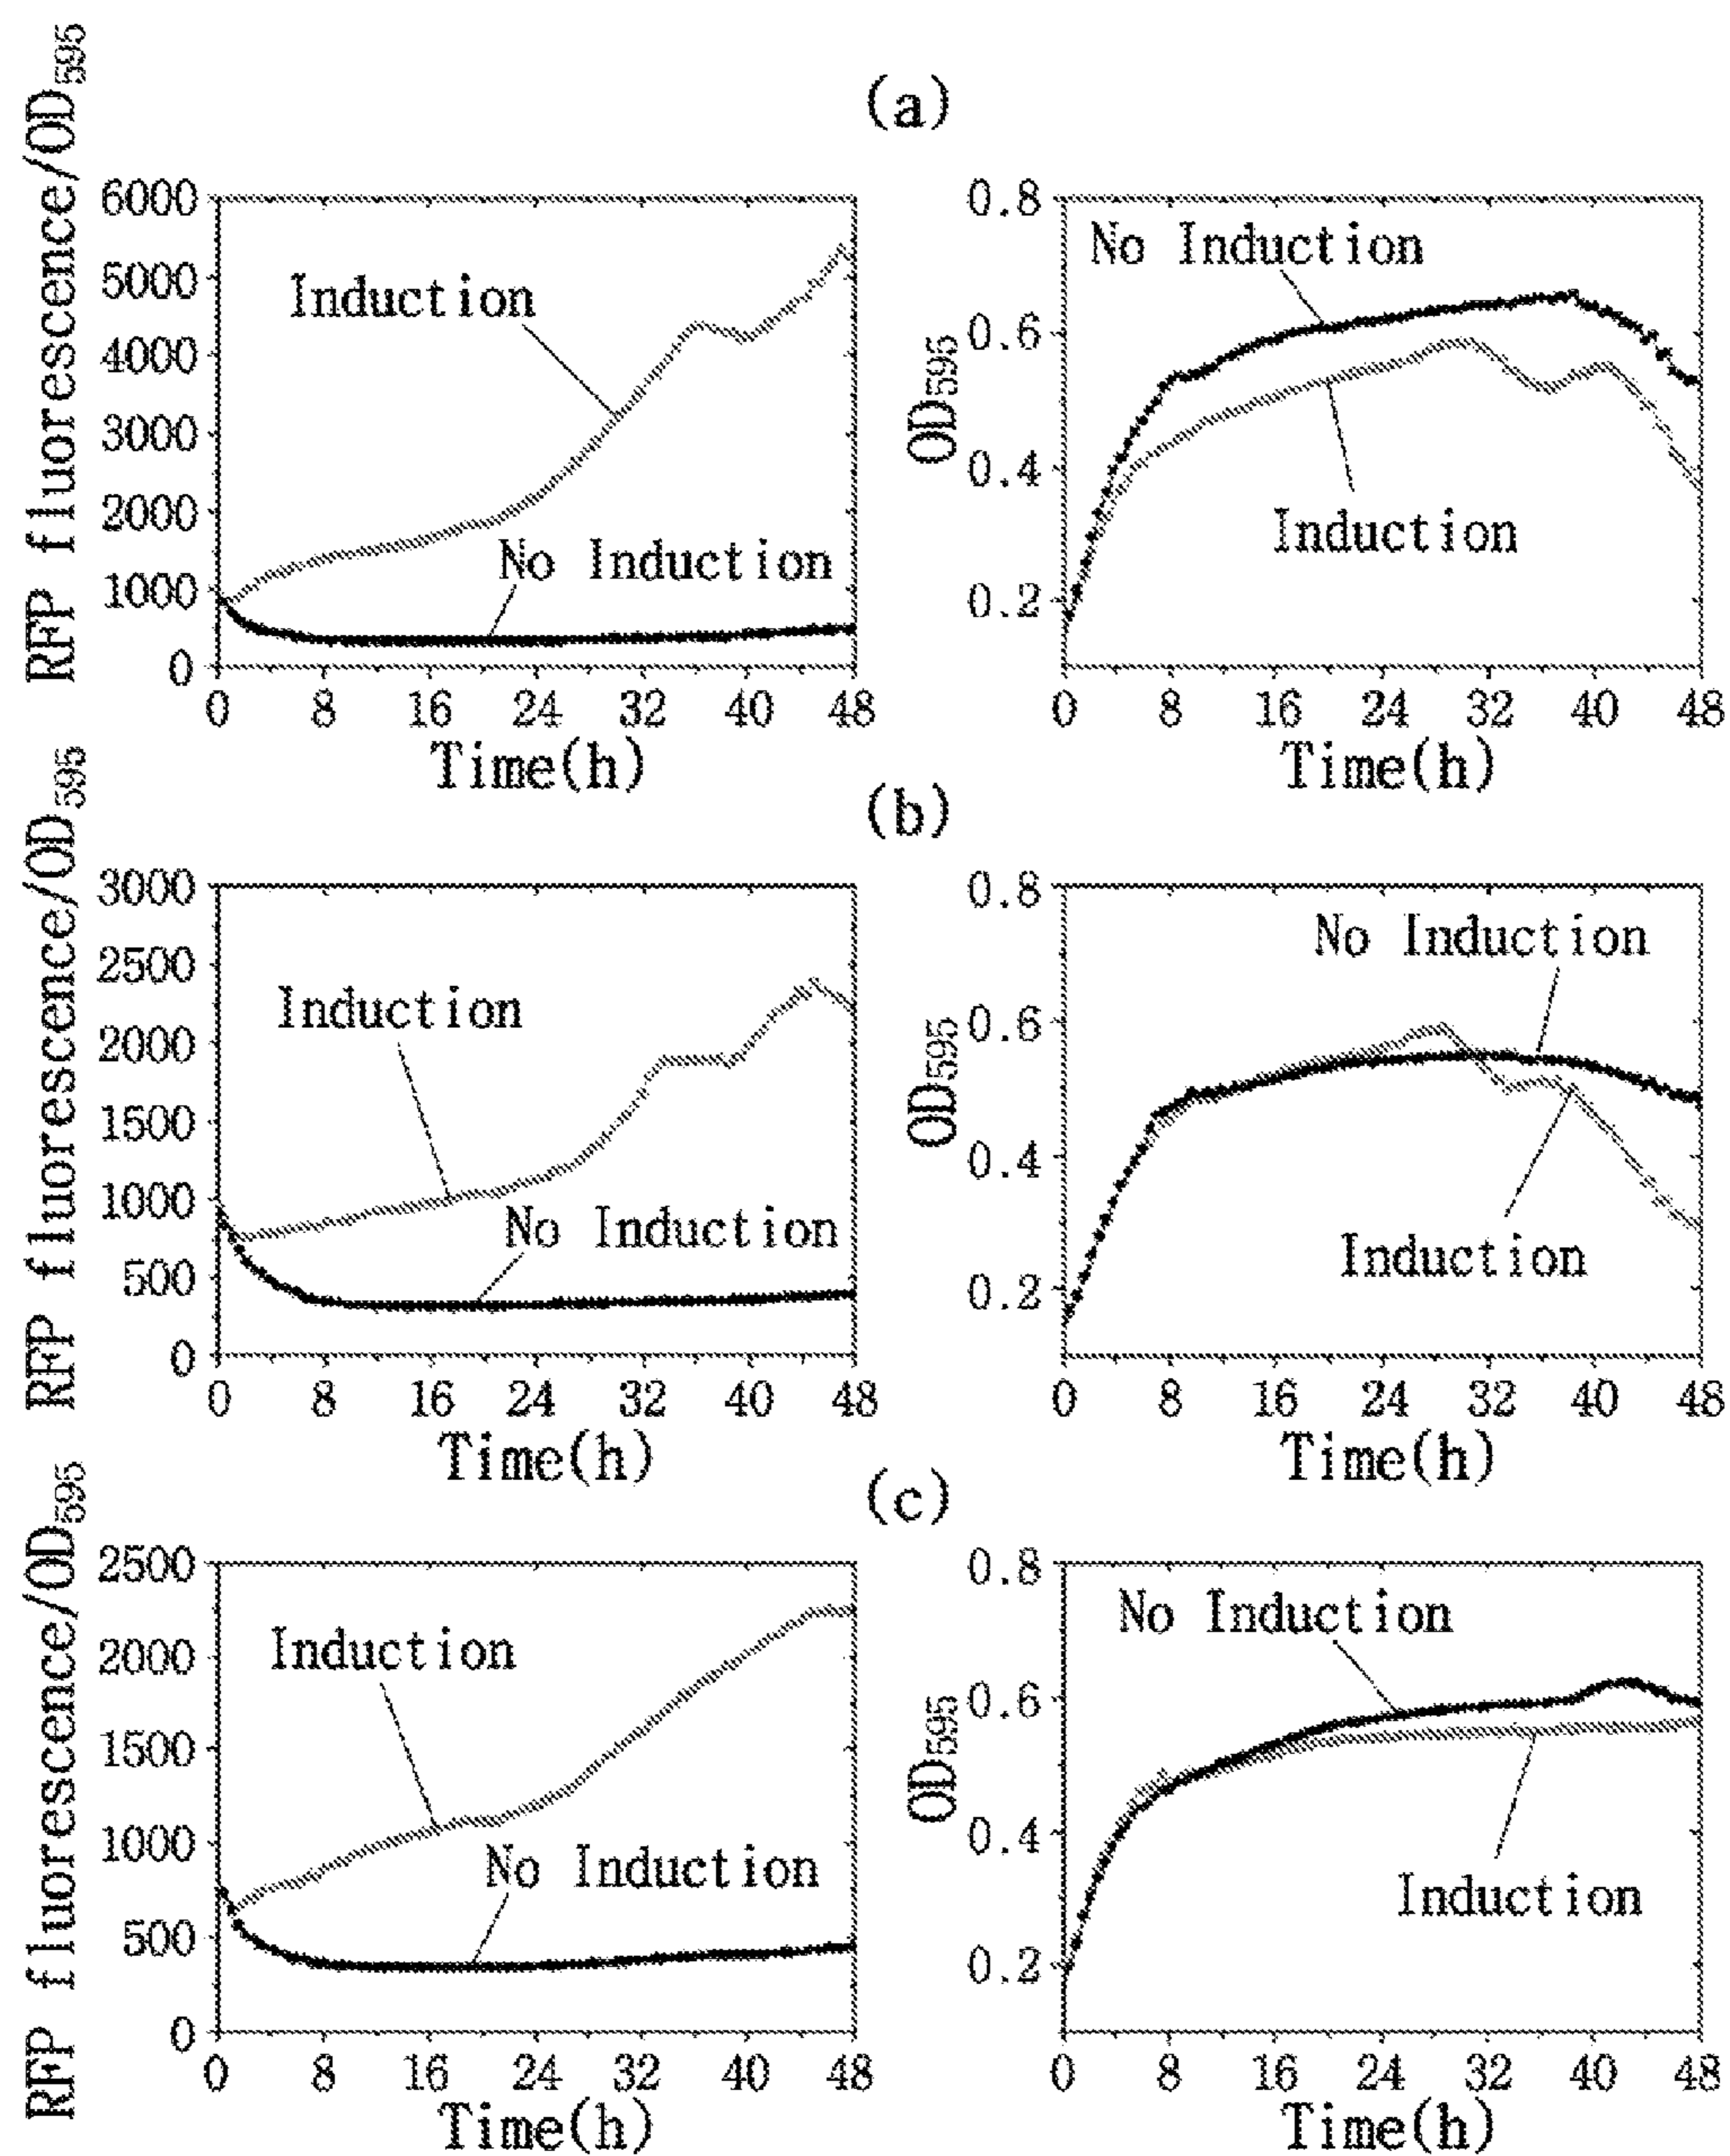 (a)
RFP fluorescence/OD595
6000
5000
4000
3000
2000
1000
0
Induction
No Induction
0 8 16 24 32 40 48
Time(h)
OD595
0.8
0.6
0.4
0.2
No Induction
Induction
0 8 16 24 32 40 48
Time(h)
(b)
RFP fluorescence/OD595
3000
2500
2000
1500
1000
500
0
Induction
No Induction
0 8 16 24 32 40 48
Time(h)
OD595
0.8
0.6
0.4
0.2
No Induction
Induction
0 8 16 24 32 40 48
Time(h)
(c)
RFP fluorescence/OD595
2500
2000
1500
1000
500
0
Induction
No Induction
0 8 16 24 32 40 48
Time(h)
OD595
0.8
0.6
0.4
0.2
No Induction
Induction
0 8 16 24 32 40 48
Time(h)